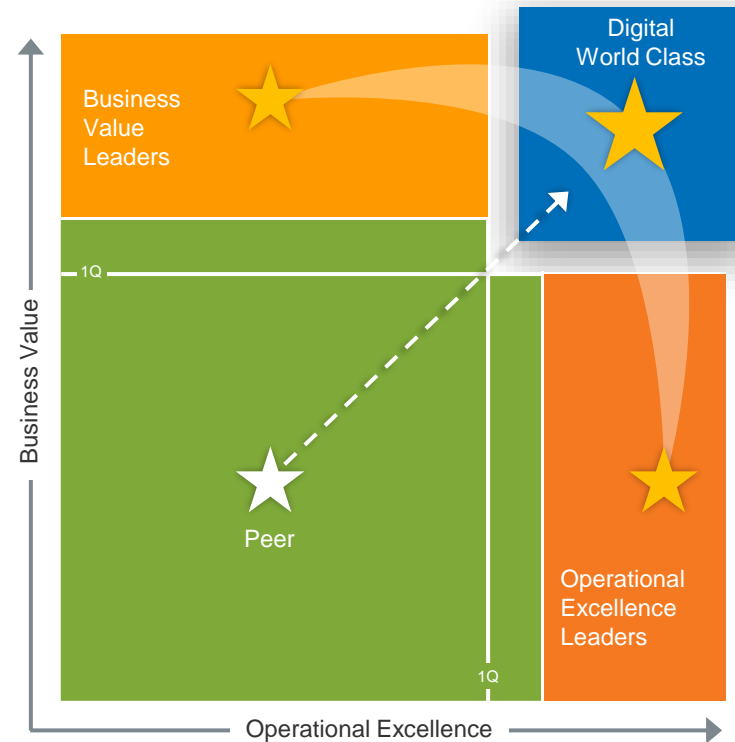 Digital
World Class
Business
Value
Leaders
1Q
Business Value
Peer
Operational
Excellence
Leaders
1Q
Operational Excellence